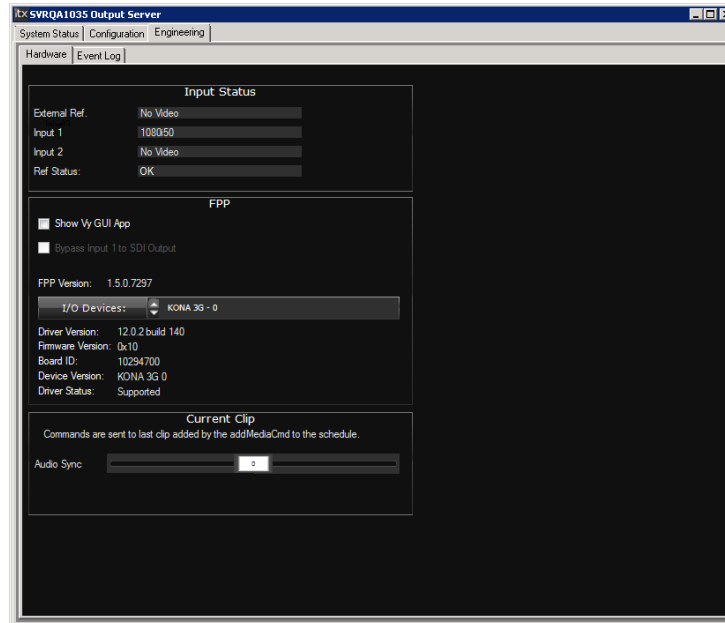 itx SVRQA1035 Output Server
System Status Configuration Engineering
Hardware Event Log
Input Status
External Ref. No Video
Input 1 1080i50
Input 2 No Video
Ref Status: OK
FPP
Show Vy GUI App
Bypass Input 1 to SDI Output
FPP Version: 1.5.0.7297
I/O Devices: KONA 3G - 0
Driver Version: 12.0.2 build 140
Firmware Version: 0x10
Board ID: 10294700
Device Version: KONA 3G 0
Driver Status: Supported
Current Clip
Commands are sent to last clip added by the addMediaCmd to the schedule.
Audio Sync 0